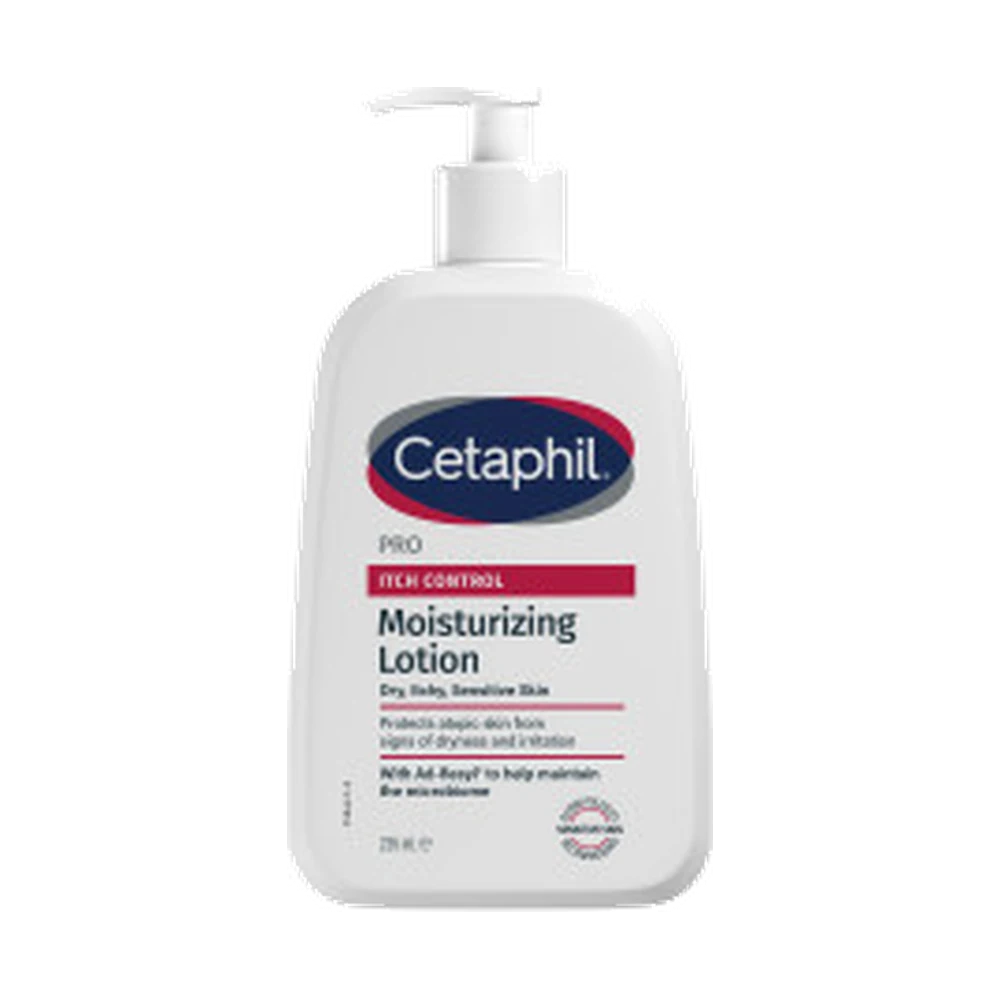 Cetaphil®
PRO
ITCH CONTROL
Moisturizing
Lotion
Dry, Itchy, Sensitive Skin
Protects atopic skin from
signs of dryness and irritation
With Ad-Resyl® to help maintain
the microbiome